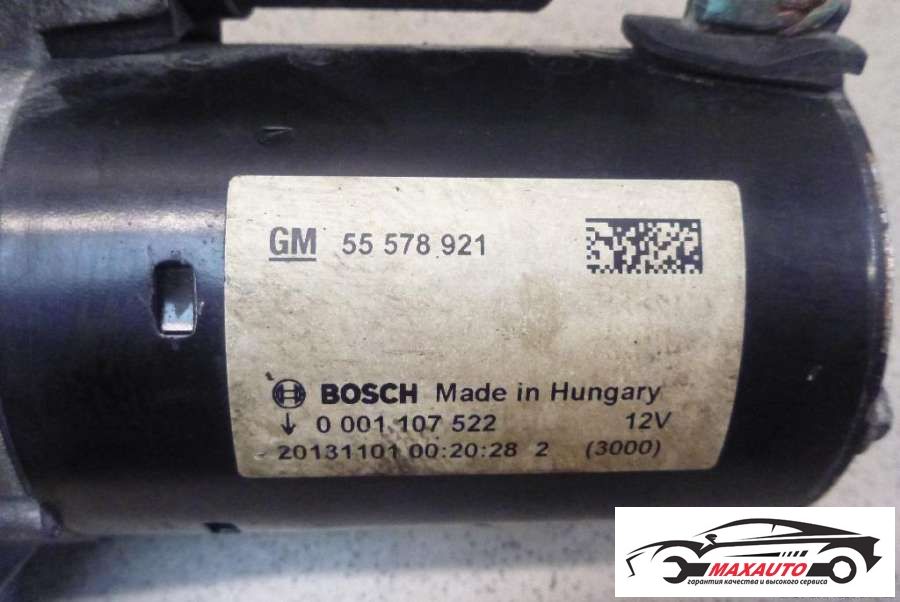 GM 55 578 921
BOSCH Made in Hungary
0 001 107 522 12V
20131101 00:20:28 2 (3000)
MAXAUTO
гарантия качества и высокого сервиса